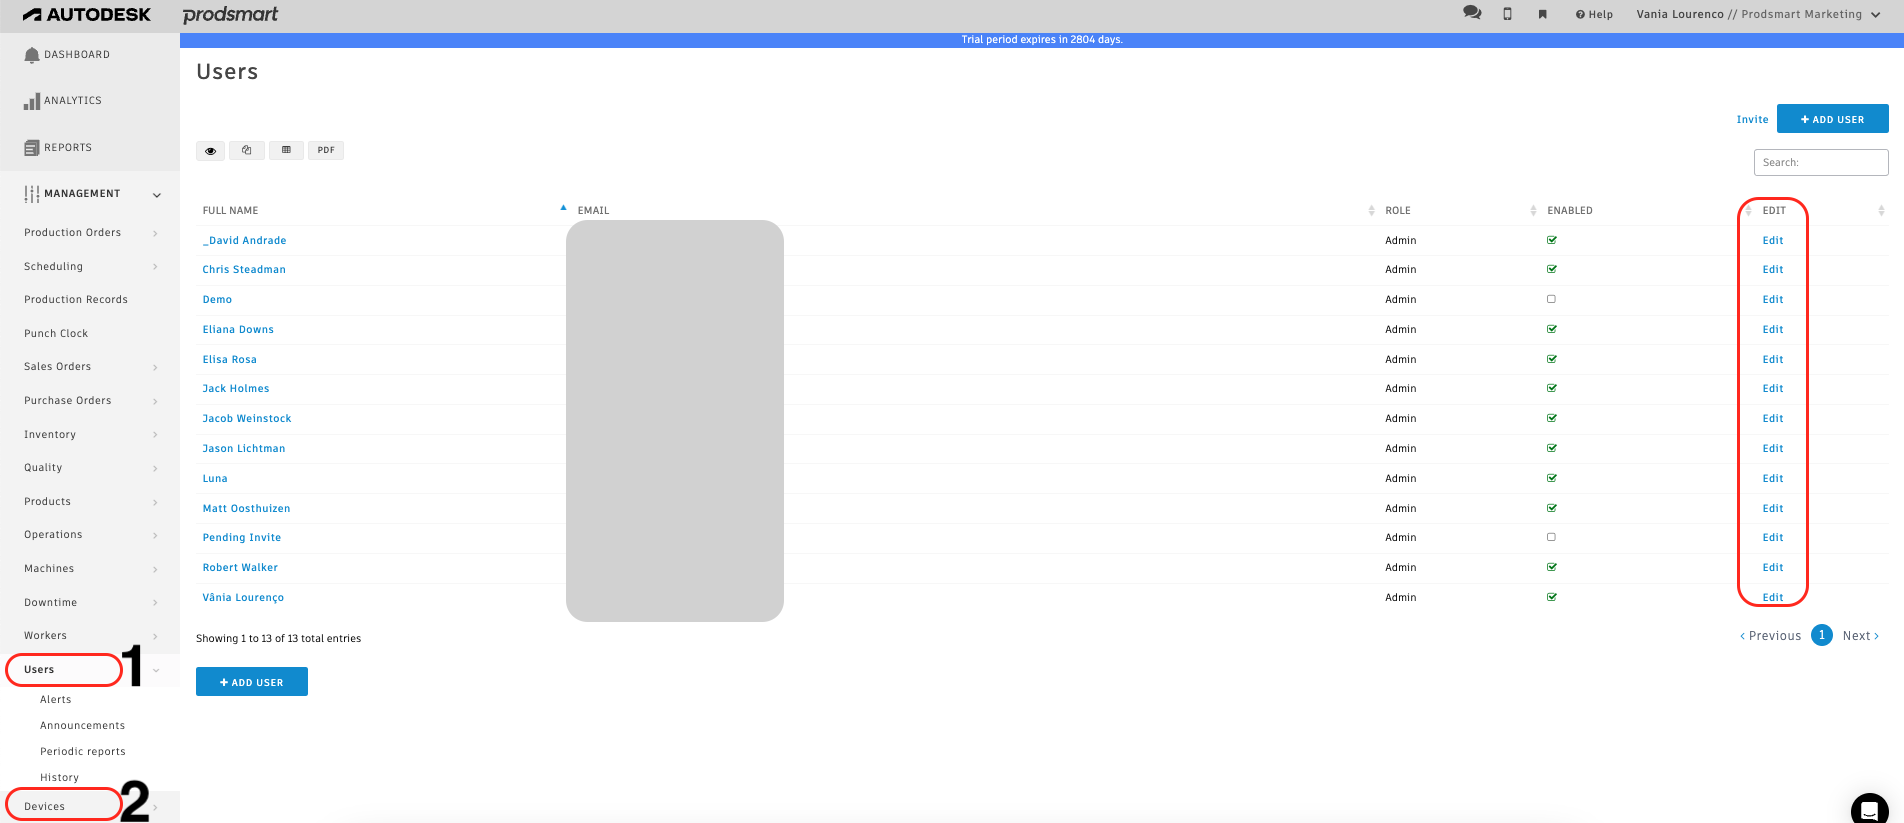 AUTODESK prodsmart Help Vania Lourenco // Prodsmart Marketing
Trial period expires in 2804 days.
DASHBOARD
ANALYTICS
REPORTS
MANAGEMENT
Production Orders
Scheduling
Production Records
Punch Clock
Sales Orders
Purchase Orders
Inventory
Quality
Products
Operations
Machines
Downtime
Workers
Users 1
Alerts
Announcements
Periodic reports
History
Devices 2
Users
Invite + ADD USER
PDF
Search:
FULL NAME EMAIL ROLE ENABLED EDIT
_David Andrade Admin Edit
Chris Steadman Admin Edit
Demo Admin Edit
Eliana Downs Admin Edit
Elisa Rosa Admin Edit
Jack Holmes Admin Edit
Jacob Weinstock Admin Edit
Jason Lichtman Admin Edit
Luna Admin Edit
Matt Oosthuizen Admin Edit
Pending Invite Admin Edit
Robert Walker Admin Edit
Vânia Lourenço Admin Edit
Showing 1 to 13 of 13 total entries
‹ Previous 1 Next ›
+ ADD USER